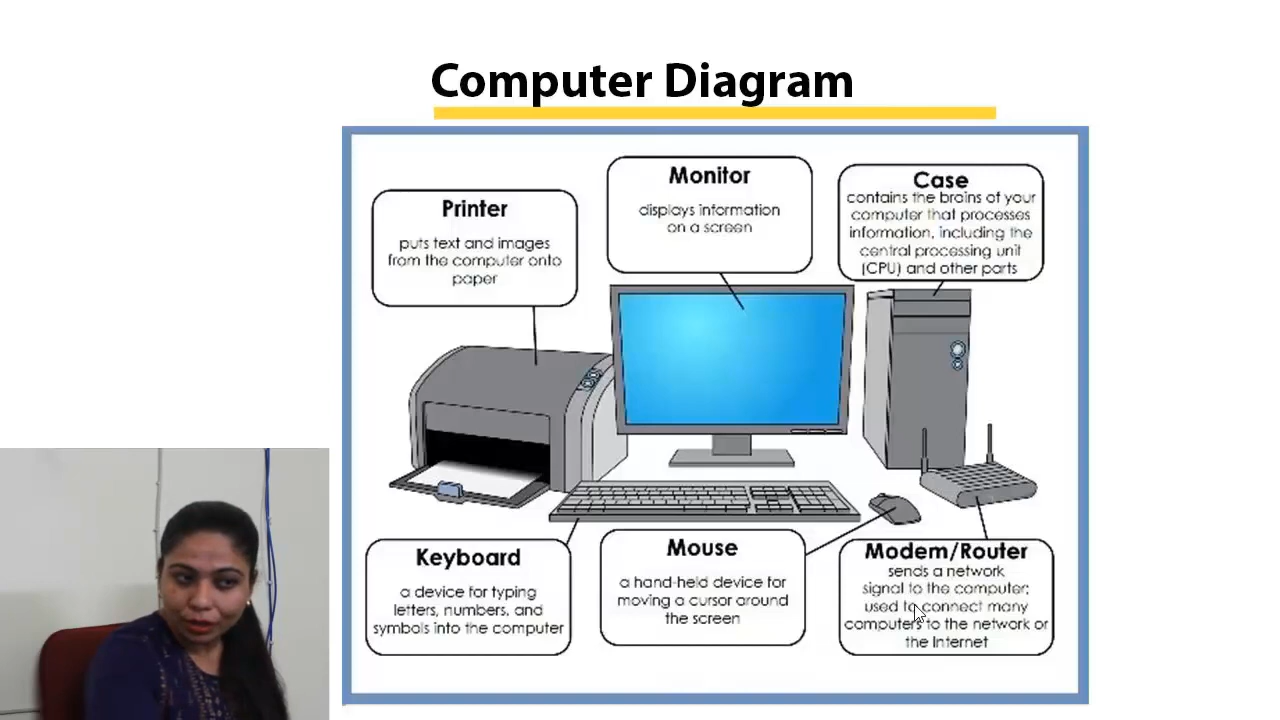 Computer Diagram
Printer
puts text and images
from the computer onto
paper
Monitor
displays information
on a screen
Case
contains the brains of your
computer that processes
information, including the
central processing unit
(CPU) and other parts
Keyboard
a device for typing
letters, numbers, and
symbols into the computer
Mouse
a hand-held device for
moving a cursor around
the screen
Modem/Router
sends a network
signal to the computer;
used to connect many
computers to the network or
the Internet